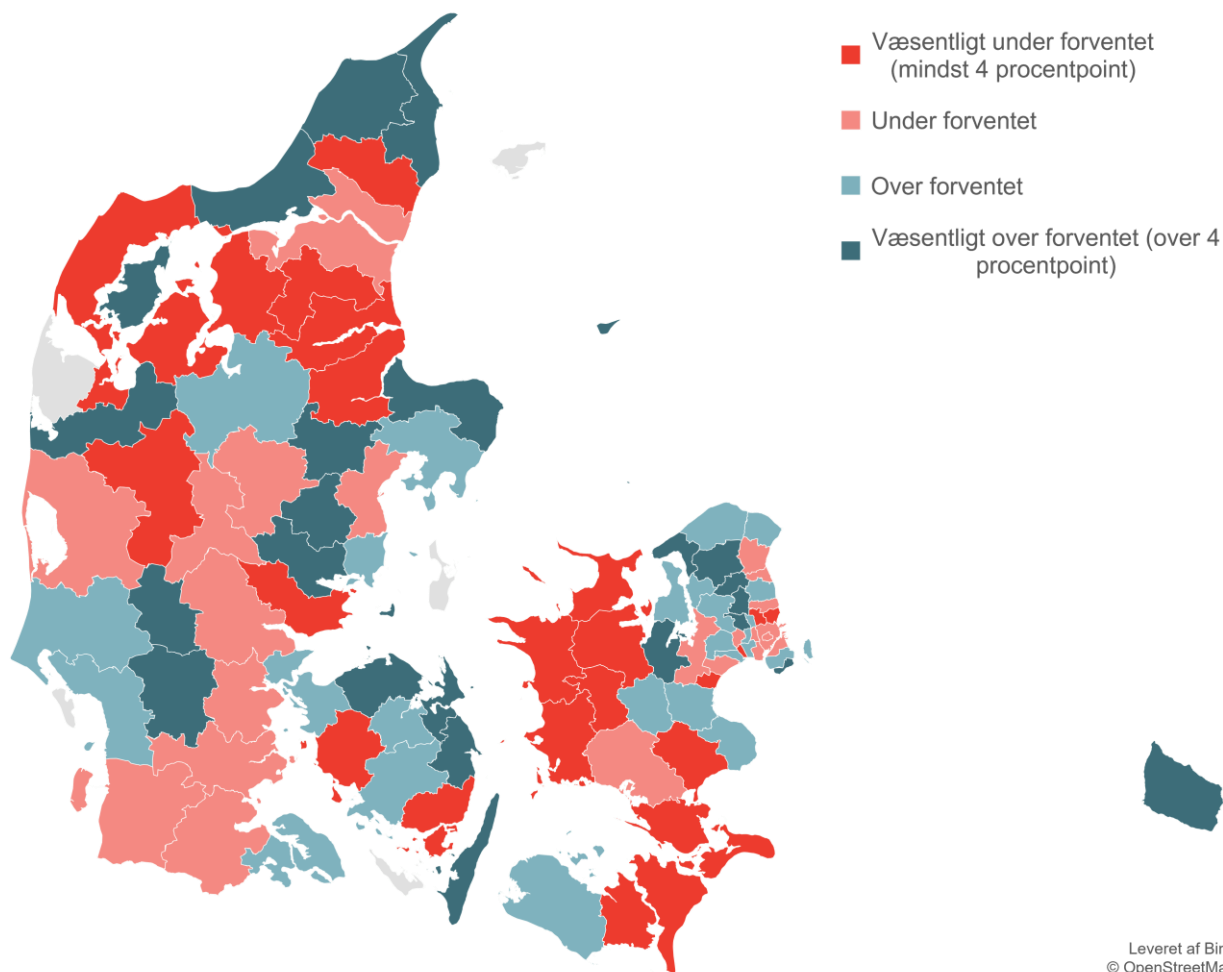 Væsentligt under forventet
(mindst 4 procentpoint)
Under forventet
Over forventet
Væsentligt over forventet (over 4
procentpoint)
Leveret af Bir
© OpenStreetMa